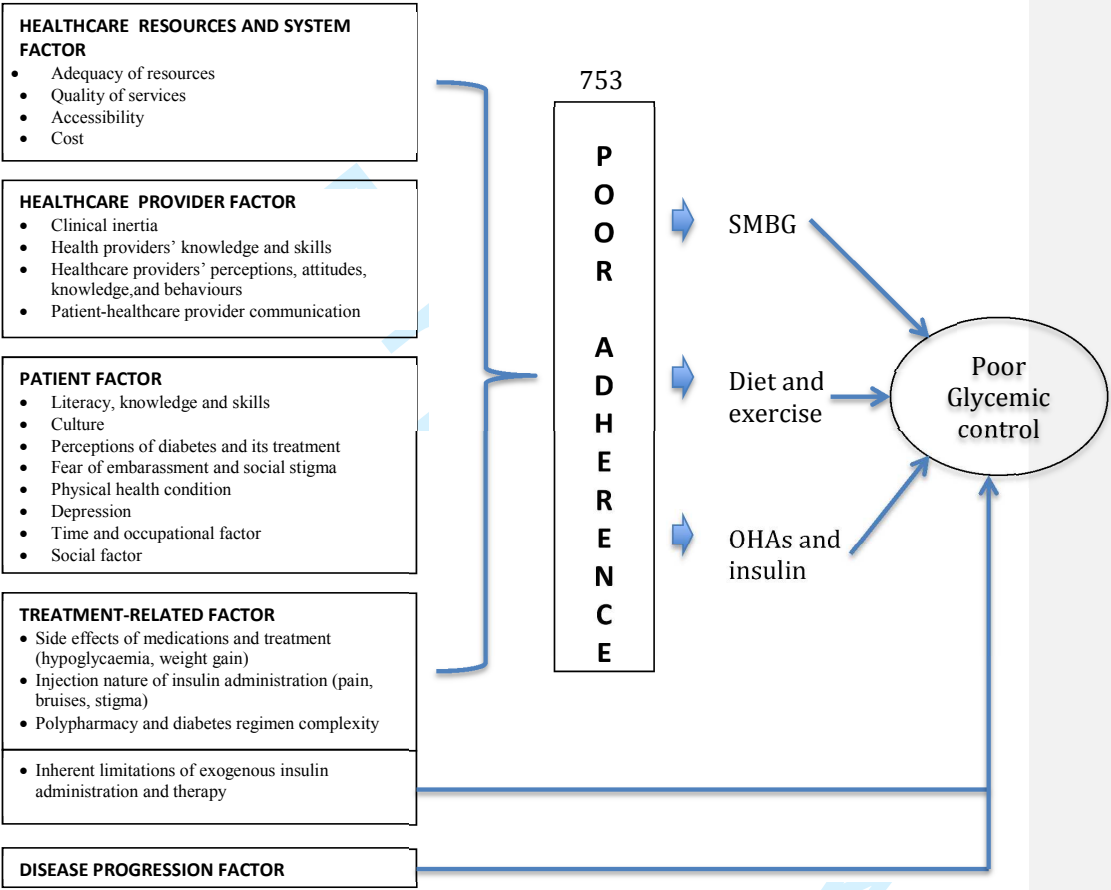 HEALTHCARE RESOURCES AND SYSTEM
FACTOR
• Adequacy of resources
• Quality of services
• Accessibility
• Cost
HEALTHCARE PROVIDER FACTOR
• Clinical inertia
• Health providers’ knowledge and skills
• Healthcare providers’ perceptions, attitudes,
knowledge,and behaviours
• Patient-healthcare provider communication
PATIENT FACTOR
• Literacy, knowledge and skills
• Culture
• Perceptions of diabetes and its treatment
• Fear of embarassment and social stigma
• Physical health condition
• Depression
• Time and occupational factor
• Social factor
TREATMENT-RELATED FACTOR
• Side effects of medications and treatment
(hypoglycaemia, weight gain)
• Injection nature of insulin administration (pain,
bruises, stigma)
• Polypharmacy and diabetes regimen complexity
• Inherent limitations of exogenous insulin
administration and therapy
DISEASE PROGRESSION FACTOR
753
POOR ADHERENCE
SMBG
Diet and
exercise
OHAs and
insulin
Poor
Glycemic
control